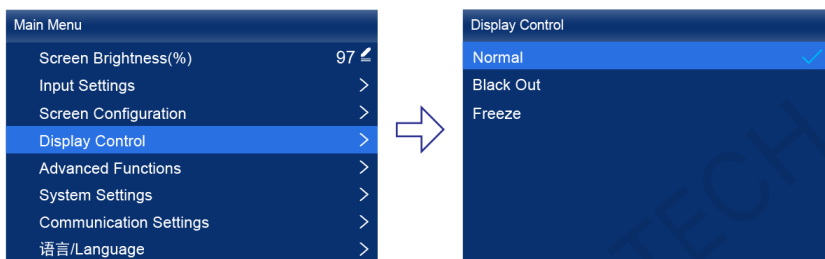 Main Menu
Screen Brightness(%) 97
Input Settings
Screen Configuration
Display Control
Advanced Functions
System Settings
Communication Settings
语言/Language
Display Control
Normal
Black Out
Freeze
TECH